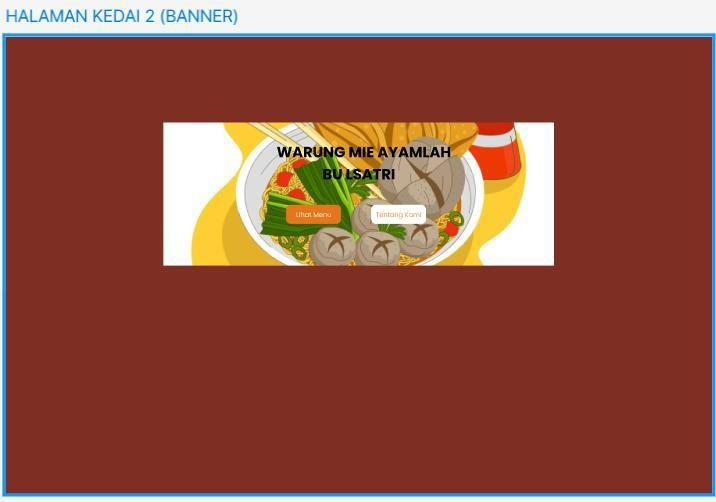 HALAMAN KEDAI 2 (BANNER)
WARUNG MIE AYAMLAH
BU LSATRI
Lihat Menu
Tentang Kami